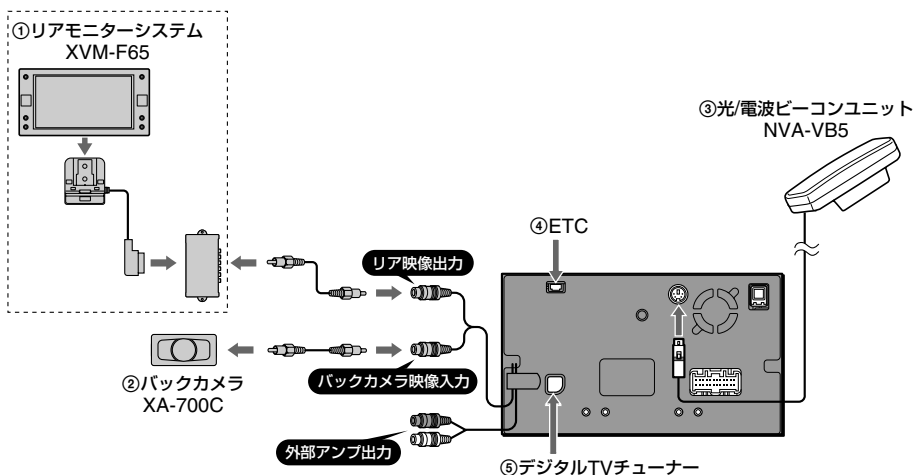 ①リアモニターシステム
XVM-F65
③光/電波ビーコンユニット
NVA-VB5
④ETC
リア映像出力
②バックカメラ
XA-700C
バックカメラ映像入力
外部アンプ出力
⑤デジタルTVチューナー